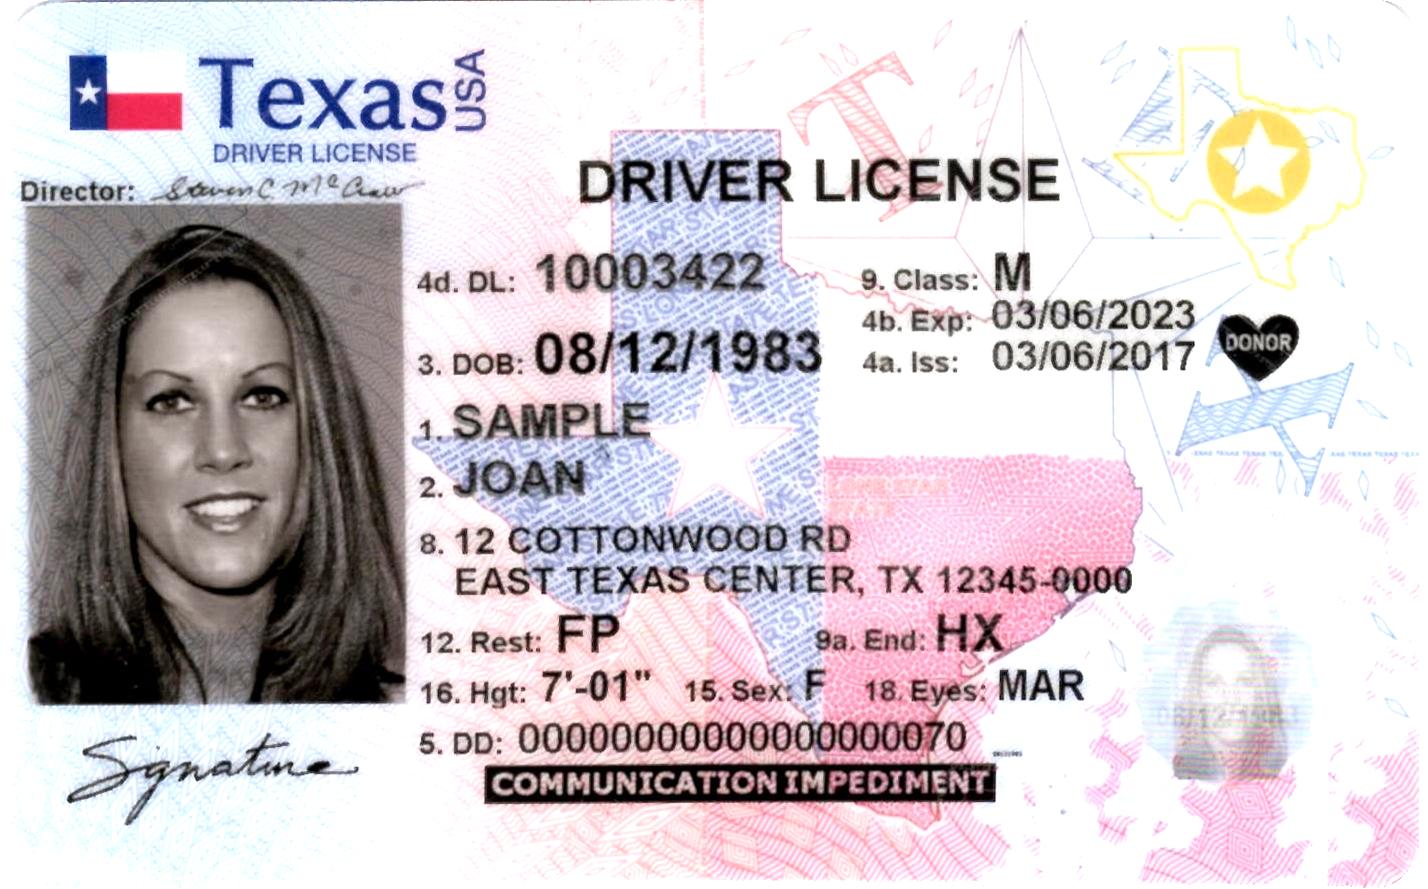 Texas USA
DRIVER LICENSE
Director: Steven C McCraw
DRIVER LICENSE
4d. DL: 10003422
9. Class: M
4b. Exp: 03/06/2023
3. DOB: 08/12/1983
4a. Iss: 03/06/2017
DONOR
1. SAMPLE
2. JOAN
8. 12 COTTONWOOD RD
EAST TEXAS CENTER, TX 12345-0000
12. Rest: FP
9a. End: HX
16. Hgt: 7'-01" 15. Sex: F 18. Eyes: MAR
5. DD: 00000000000000000070
COMMUNICATION IMPEDIMENT
Signature
LONE STAR
STATE